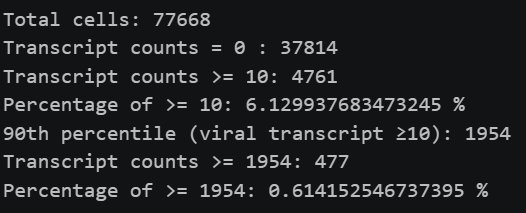 Total cells: 77668
Transcript counts = 0 : 37814
Transcript counts >= 10: 4761
Percentage of >= 10: 6.129937683473245 %
90th percentile (viral transcript ≥10): 1954
Transcript counts >= 1954: 477
Percentage of >= 1954: 0.614152546737395 %